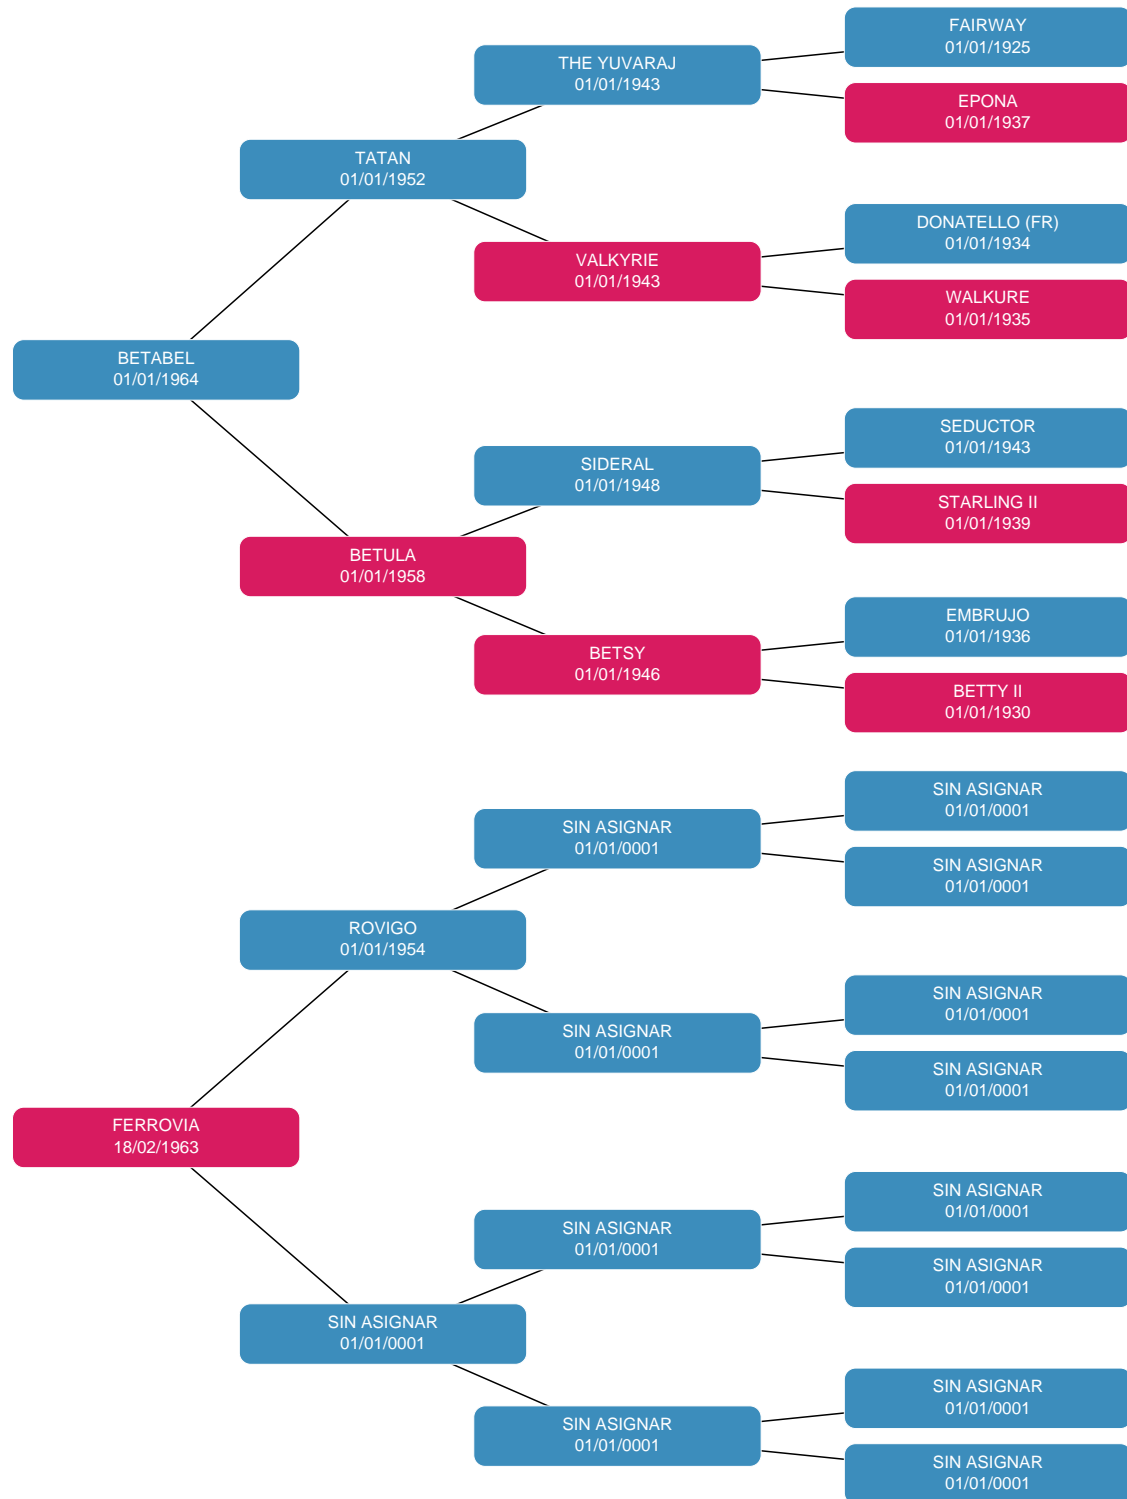 FAIRWAY
01/01/1925
THE YUVARAJ
01/01/1943
EPONA
01/01/1937
TATAN
01/01/1952
DONATELLO (FR)
01/01/1934
VALKYRIE
01/01/1943
WALKURE
01/01/1935
BETABEL
01/01/1964
SEDUCTOR
01/01/1943
SIDERAL
01/01/1948
STARLING II
01/01/1939
BETULA
01/01/1958
EMBRUJO
01/01/1936
BETSY
01/01/1946
BETTY II
01/01/1930
SIN ASIGNAR
01/01/0001
SIN ASIGNAR
01/01/0001
SIN ASIGNAR
01/01/0001
ROVIGO
01/01/1954
SIN ASIGNAR
01/01/0001
SIN ASIGNAR
01/01/0001
SIN ASIGNAR
01/01/0001
FERROVIA
18/02/1963
SIN ASIGNAR
01/01/0001
SIN ASIGNAR
01/01/0001
SIN ASIGNAR
01/01/0001
SIN ASIGNAR
01/01/0001
SIN ASIGNAR
01/01/0001
SIN ASIGNAR
01/01/0001
SIN ASIGNAR
01/01/0001